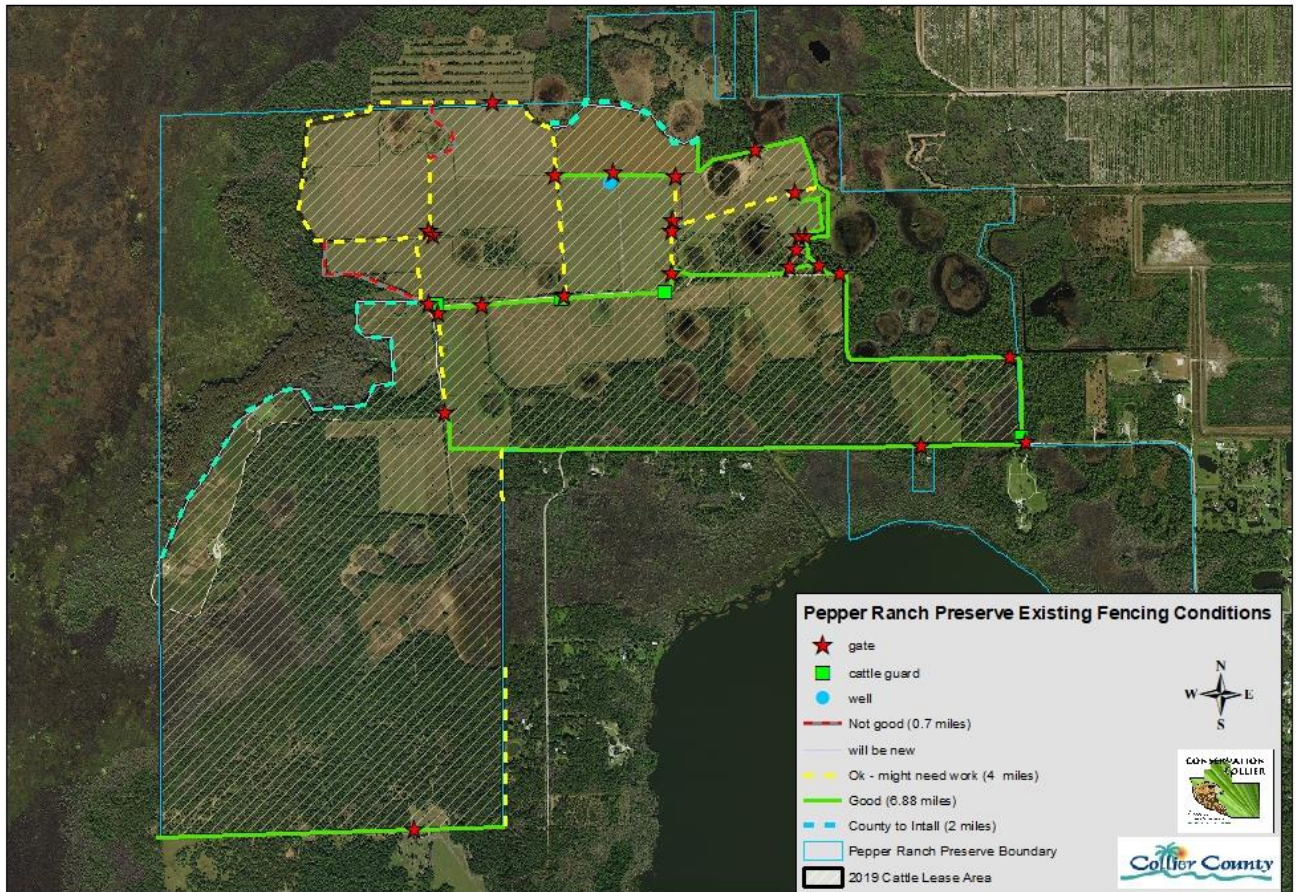 Pepper Ranch Preserve Existing Fencing Conditions
gate
cattle guard
well
Not good (0.7 miles)
will be new
Ok - might need work (4 miles)
Good (6.88 miles)
County to Intall (2 miles)
Pepper Ranch Preserve Boundary
2019 Cattle Lease Area
N
W E
S
CONSERVATION
COLLIER
Collier County